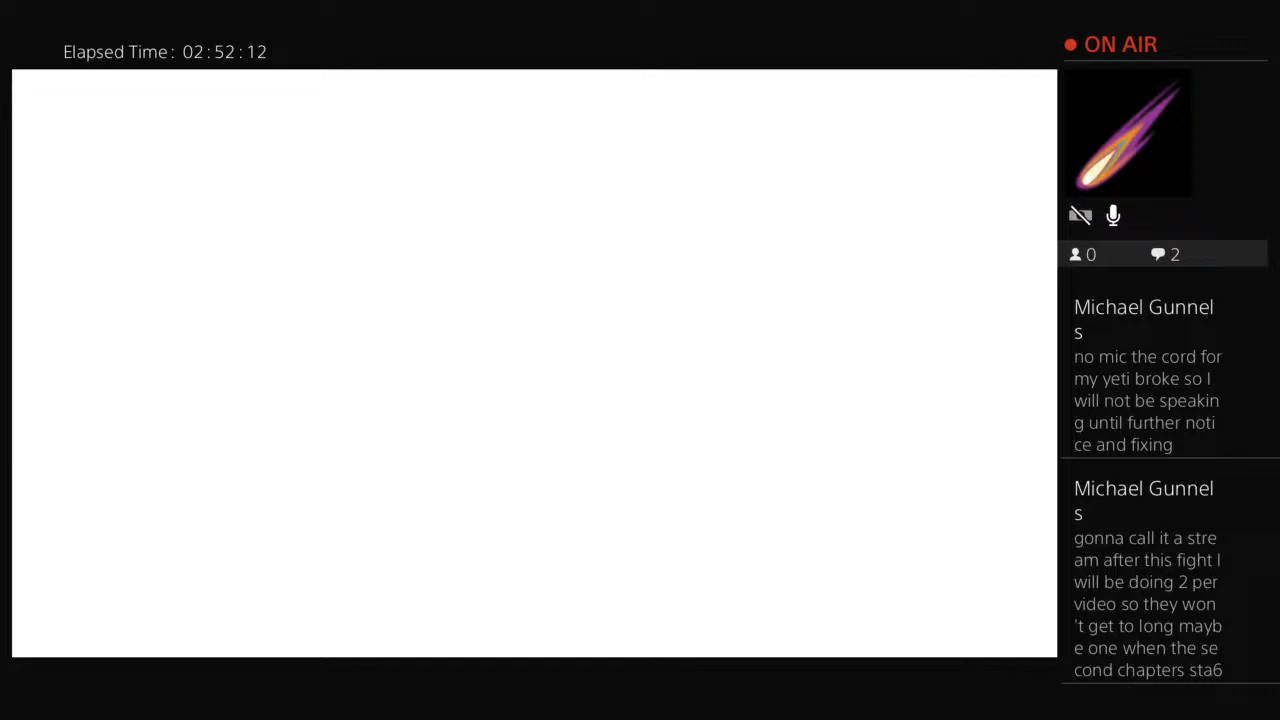 Elapsed Time: 02:52:12
ON AIR
0 2
Michael Gunnel
s
no mic the cord for
my yeti broke so I
will not be speakin
g until further noti
ce and fixing
Michael Gunnel
s
gonna call it a stre
am after this fight I
will be doing 2 per
video so they won
't get to long mayb
e one when the se
cond chapters sta6